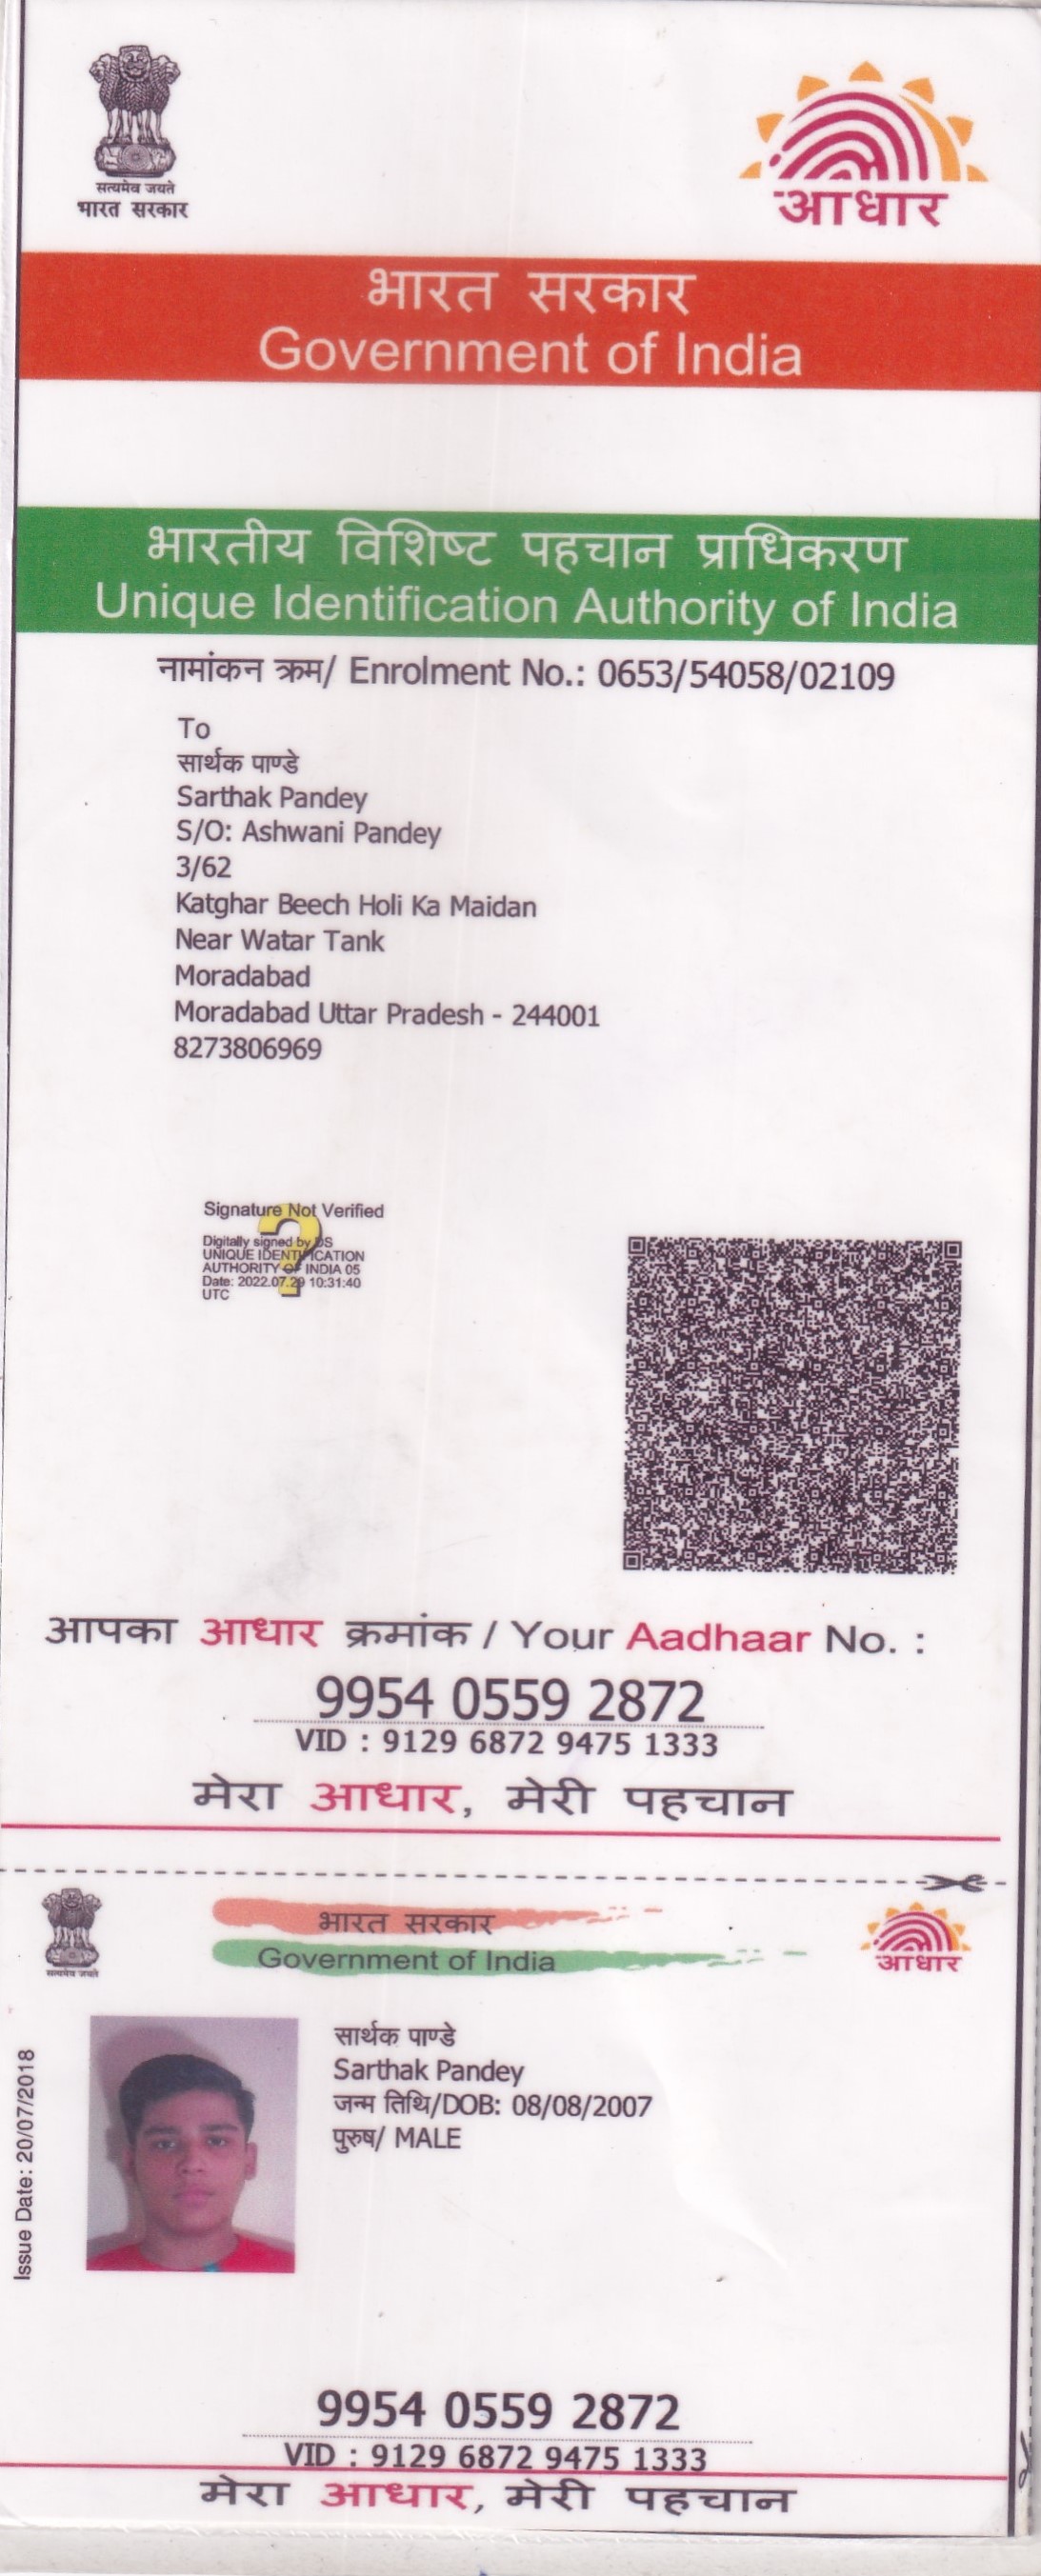 सत्यमेव जयते
भारत सरकार
आधार
भारत सरकार
Government of India
भारतीय विशिष्ट पहचान प्राधिकरण
Unique Identification Authority of India
नामांकन क्रम/ Enrolment No.: 0653/54058/02109
To
सार्थक पाण्डे
Sarthak Pandey
S/O: Ashwani Pandey
3/62
Katghar Beech Holi Ka Maidan
Near Watar Tank
Moradabad
Moradabad Uttar Pradesh - 244001
8273806969
Signature Not Verified
Digitally signed by DS
UNIQUE IDENTIFICATION
AUTHORITY OF INDIA 05
Date: 2022.07.29 10:31:40
UTC
आपका आधार क्रमांक / Your Aadhaar No. :
9954 0559 2872
VID : 9129 6872 9475 1333
मेरा आधार, मेरी पहचान
सत्यमेव जयते
भारत सरकार
Government of India
आधार
Issue Date: 20/07/2018
सार्थक पाण्डे
Sarthak Pandey
जन्म तिथि/DOB: 08/08/2007
पुरुष/ MALE
9954 0559 2872
VID : 9129 6872 9475 1333
मेरा आधार, मेरी पहचान